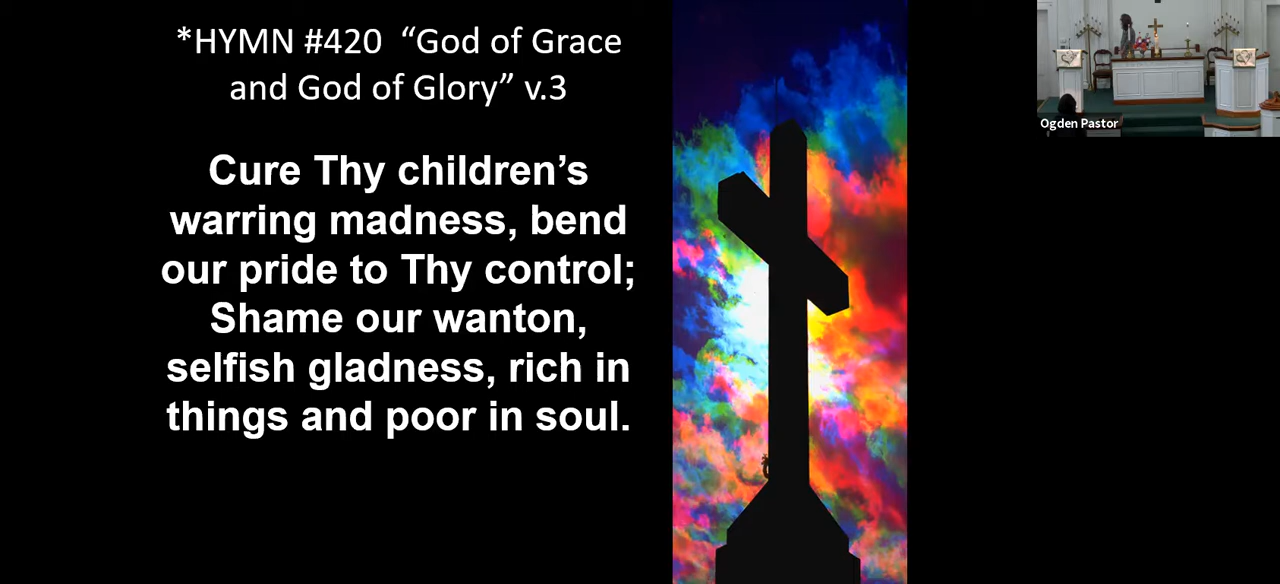 *HYMN #420  “God of Grace
and God of Glory” v.3
Cure Thy children’s
warring madness, bend
our pride to Thy control;
Shame our wanton,
selfish gladness, rich in
things and poor in soul.
Ogden Pastor